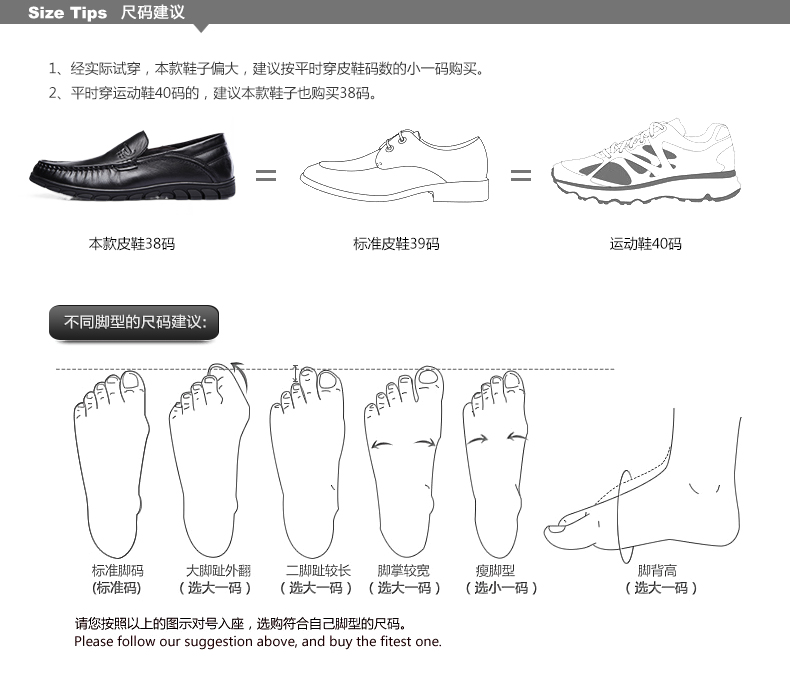 Size Tips 尺码建议
1、经实际试穿，本款鞋子偏大，建议按平时穿皮鞋码数的小一码购买。
2、平时穿运动鞋40码的，建议本款鞋子也购买38码。
= =
本款皮鞋38码 标准皮鞋39码 运动鞋40码
不同脚型的尺码建议:
标准脚码 大脚趾外翻 二脚趾较长 脚掌较宽 瘦脚型 脚背高
(标准码) （选大一码） （选大一码） （选大一码） （选小一码） （选大一码）
请您按照以上的图示对号入座，选购符合自己脚型的尺码。
Please follow our suggestion above, and buy the fitest one.